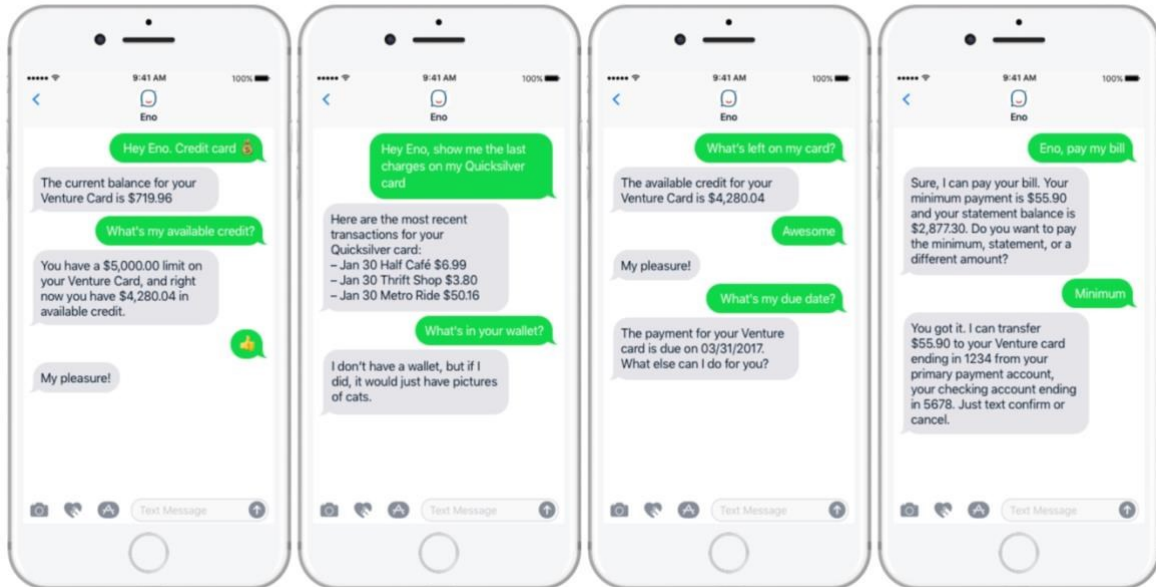 9:41 AM
100%
Eno
Hey Eno. Credit card 💰
The current balance for your
Venture Card is $719.96
What's my available credit?
You have a $5,000.00 limit on
your Venture Card, and right
now you have $4,280.04 in
available credit.
👍
My pleasure!
Text Message
9:41 AM
100%
Eno
Hey Eno, show me the last
charges on my Quicksilver
card
Here are the most recent
transactions for your
Quicksilver card:
– Jan 30 Half Café $6.99
– Jan 30 Thrift Shop $3.80
– Jan 30 Metro Ride $50.16
What's in your wallet?
I don't have a wallet, but if I
did, it would just have pictures
of cats.
Text Message
9:41 AM
100%
Eno
What's left on my card?
The available credit for your
Venture Card is $4,280.04
Awesome
My pleasure!
What's my due date?
The payment for your Venture
card is due on 03/31/2017.
What else can I do for you?
Text Message
9:41 AM
100%
Eno
Eno, pay my bill
Sure, I can pay your bill. Your
minimum payment is $55.90
and your statement balance is
$2,877.30. Do you want to pay
the minimum, statement, or a
different amount?
Minimum
You got it. I can transfer
$55.90 to your Venture card
ending in 1234 from your
primary payment account,
your checking account ending
in 5678. Just text confirm or
cancel.
Text Message